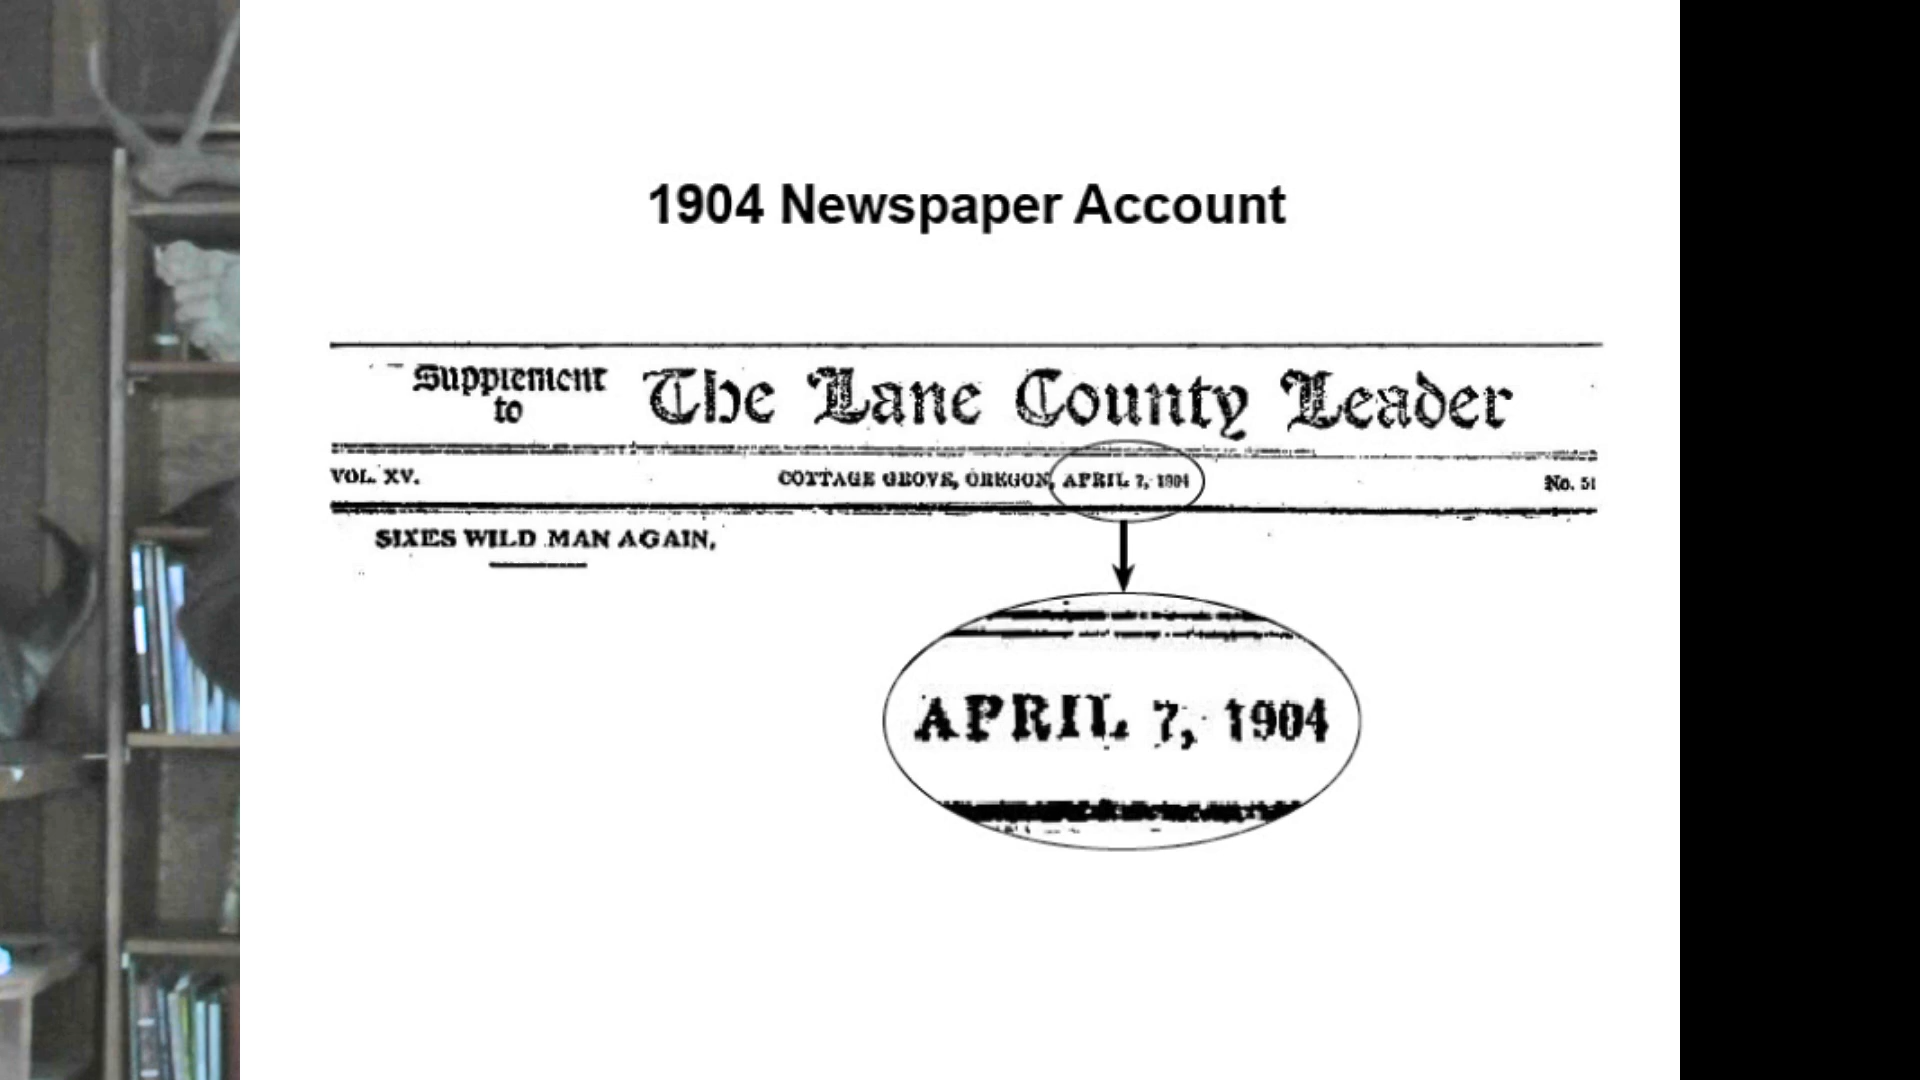 1904 Newspaper Account
Supplement
to
The Lane County Leader
VOL. XV.
COTTAGE GROVE, OREGON, APRIL 7, 1904
No. 51
SIXES WILD MAN AGAIN,
APRIL 7, 1904